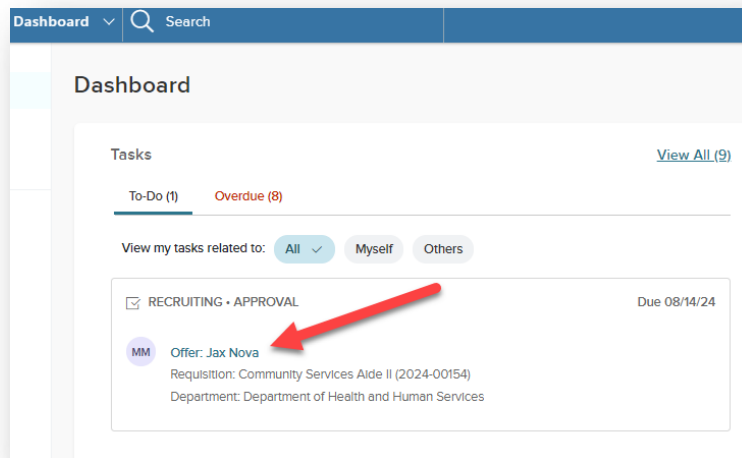 Dashboard Search
Dashboard
Tasks View All (9)
To-Do (1) Overdue (8)
View my tasks related to: All Myself Others
RECRUITING • APPROVAL Due 08/14/24
MM Offer: Jax Nova
Requisition: Community Services Aide II (2024-00154)
Department: Department of Health and Human Services